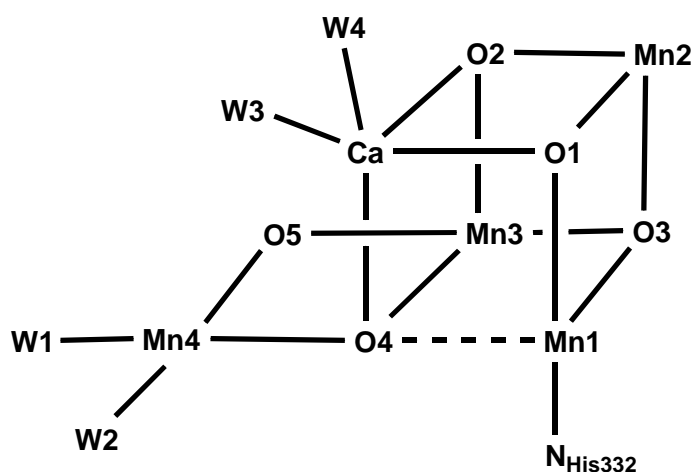 W4
O2 Mn2
W3
Ca O1
O5 Mn3 O3
W1 Mn4 O4 Mn1
W2
NHis332